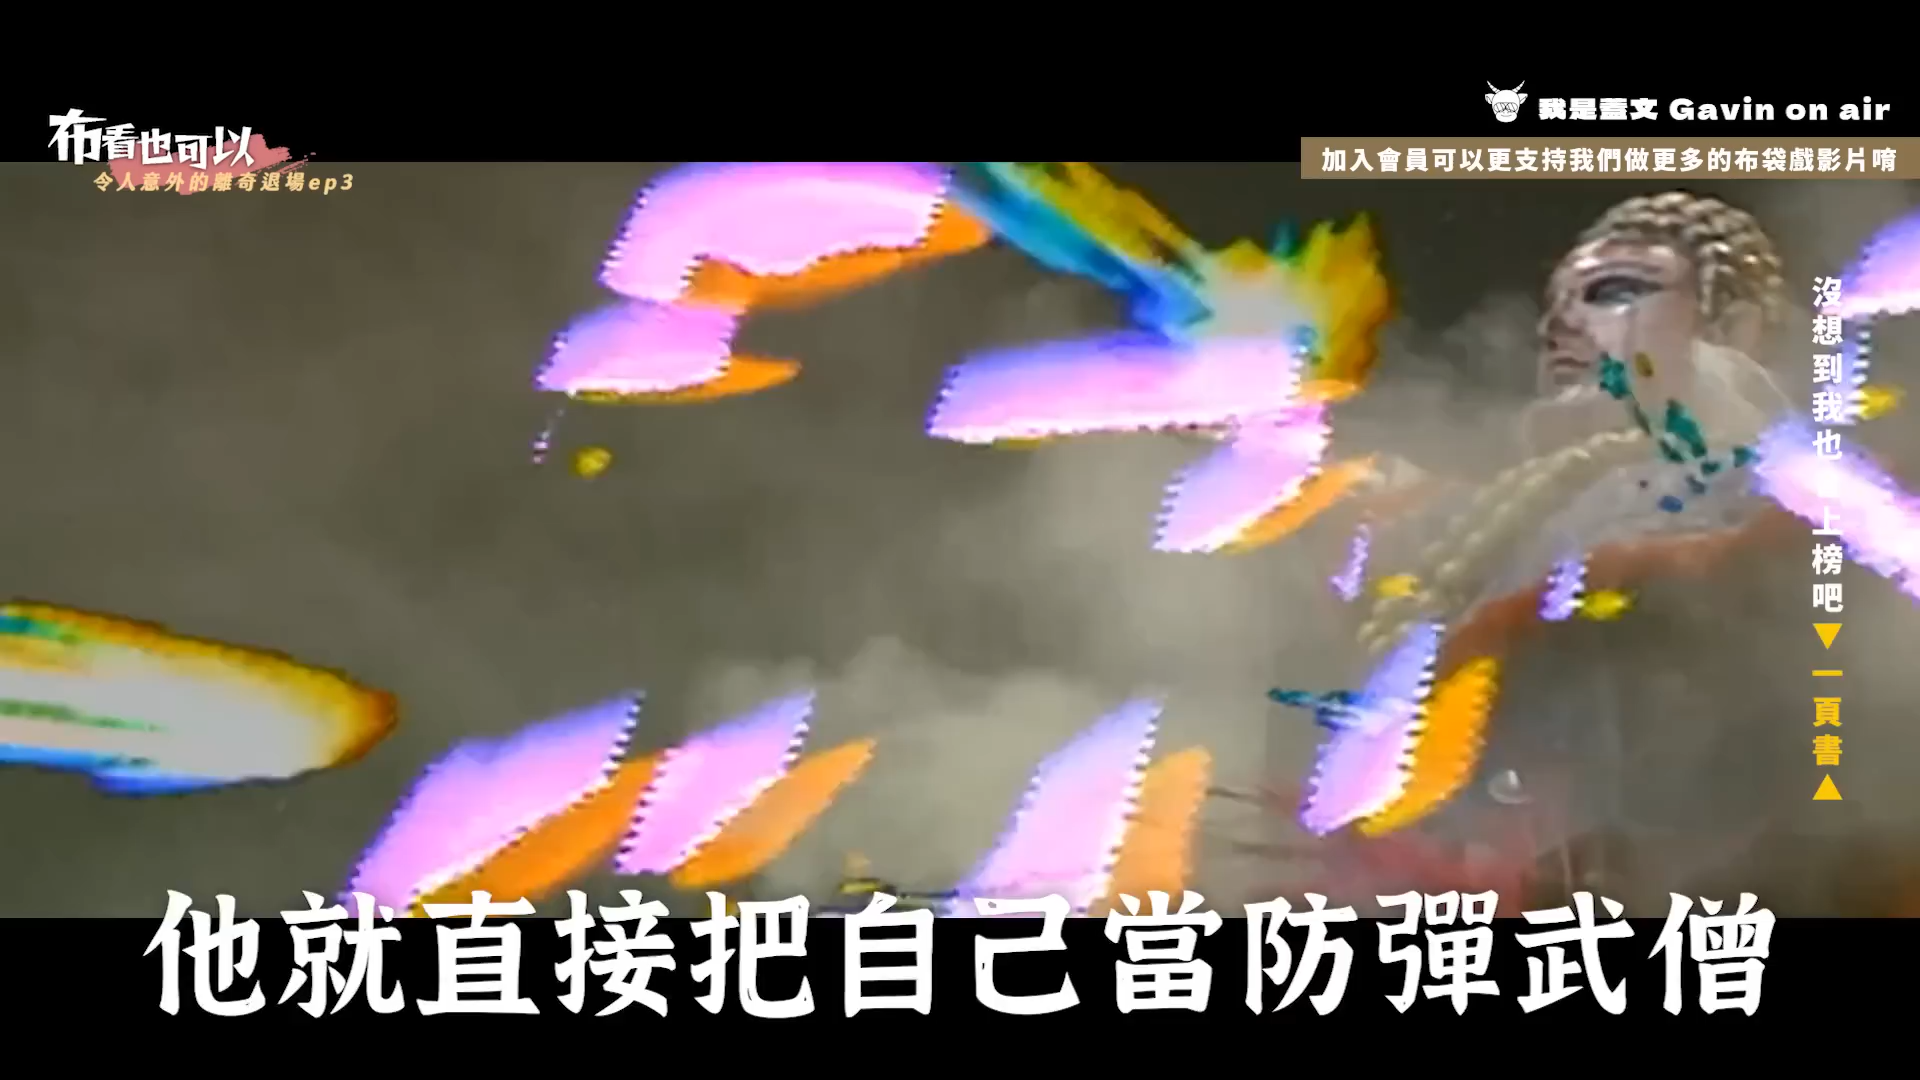 布看也可以
令人意外的離奇退場ep3
我是蓋文 Gavin on air
加入會員可以更支持我們做更多的布袋戲影片唷
沒想到我也 上榜吧▼一頁書▲
他就直接把自己當防彈武僧